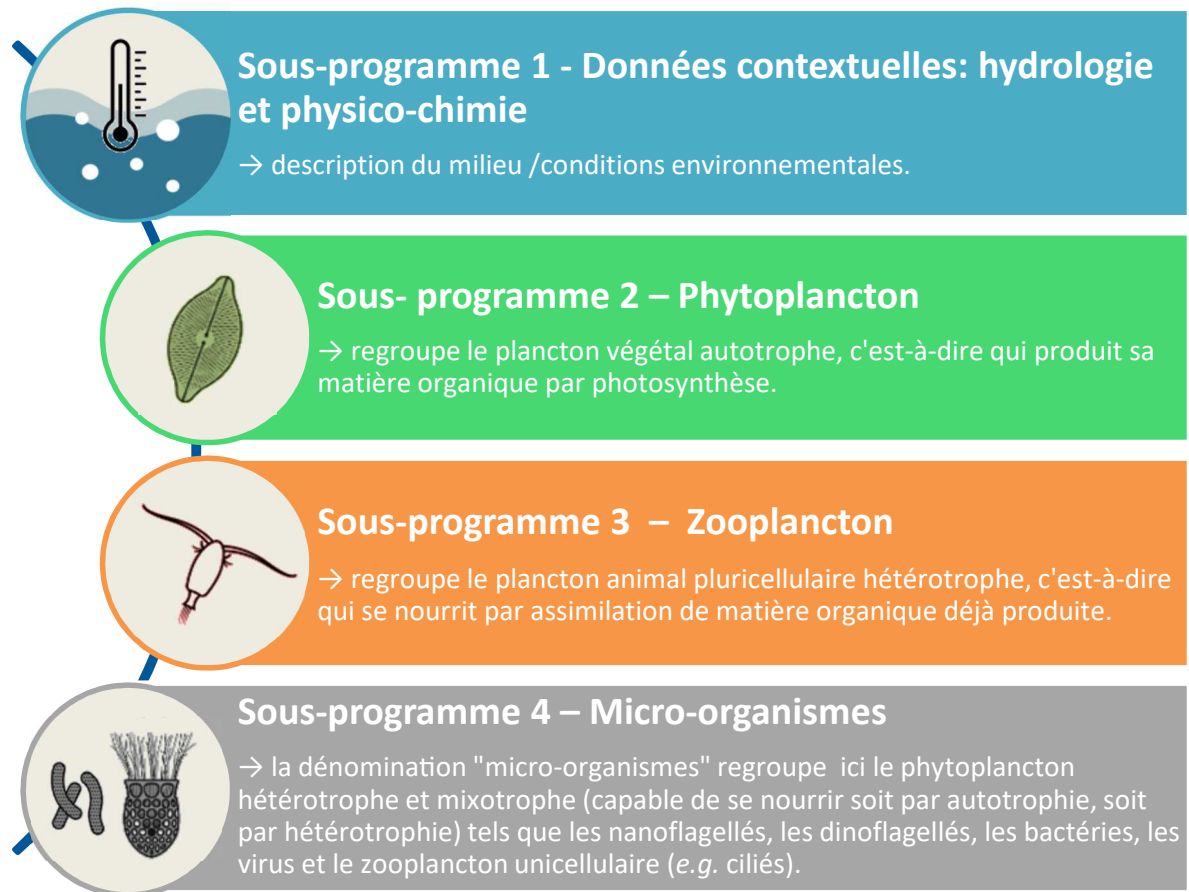 Sous-programme 1 - Données contextuelles: hydrologie
et physico-chimie
→ description du milieu /conditions environnementales.
Sous- programme 2 – Phytoplancton
→ regroupe le plancton végétal autotrophe, c'est-à-dire qui produit sa
matière organique par photosynthèse.
Sous-programme 3 – Zooplancton
→ regroupe le plancton animal pluricellulaire hétérotrophe, c'est-à-dire
qui se nourrit par assimilation de matière organique déjà produite.
Sous-programme 4 – Micro-organismes
→ la dénomination "micro-organismes" regroupe ici le phytoplancton
hétérotrophe et mixotrophe (capable de se nourrir soit par autotrophie, soit
par hétérotrophie) tels que les nanoflagellés, les dinoflagellés, les bactéries, les
virus et le zooplancton unicellulaire (e.g. ciliés).